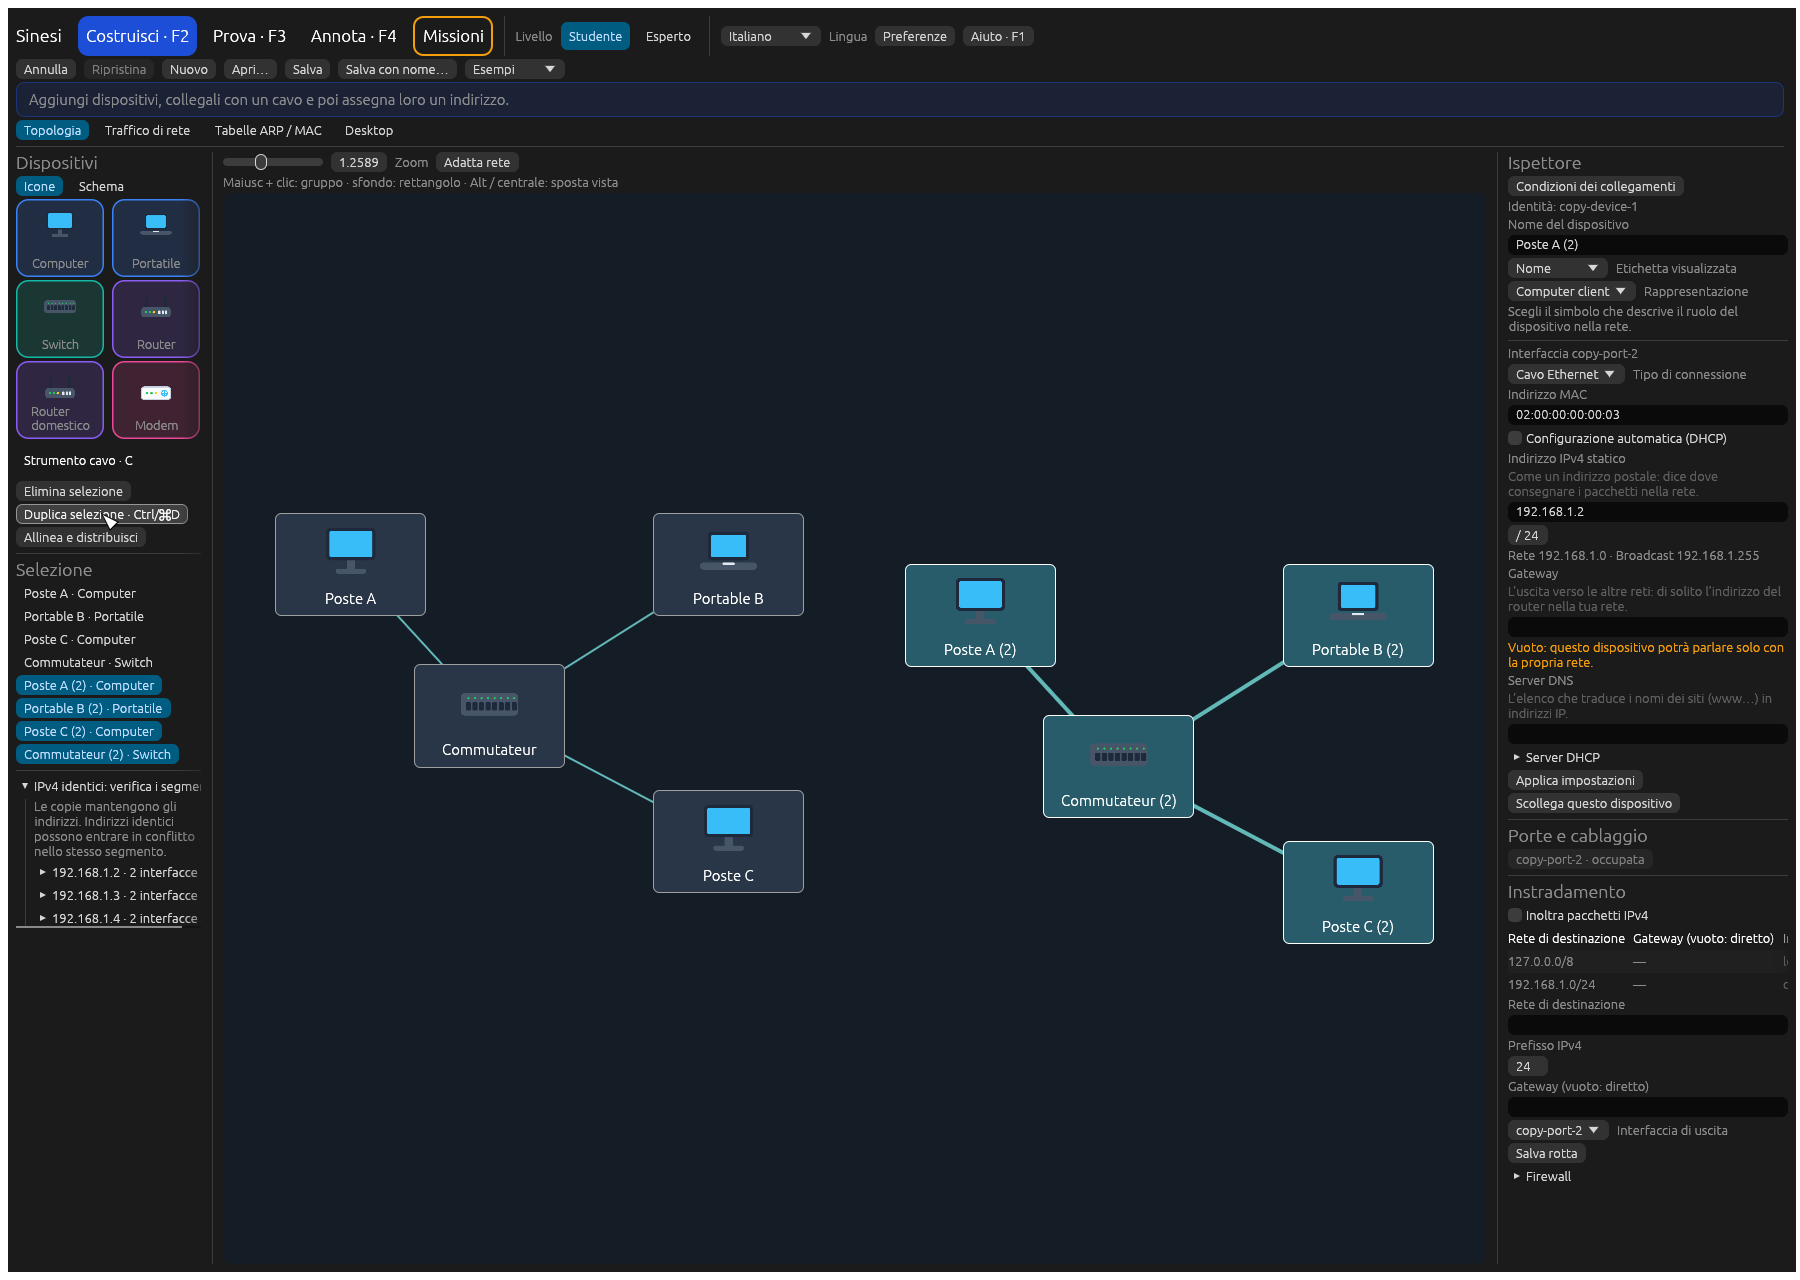 Sinesi
Costruisci · F2
Prova · F3
Annota · F4
Missioni
Livello
Studente
Esperto
Italiano
Lingua
Preferenze
Aiuto · F1
Annulla
Ripristina
Nuovo
Apri…
Salva
Salva con nome…
Esempi
Aggiungi dispositivi, collegali con un cavo e poi assegna loro un indirizzo.
Topologia
Traffico di rete
Tabelle ARP / MAC
Desktop
Dispositivi
Icone
Schema
Computer
Portatile
Switch
Router
Router
domestico
Modem
Strumento cavo · C
Elimina selezione
Duplica selezione · Ctrl/⌘D
Allinea e distribuisci
Selezione
Poste A · Computer
Portable B · Portatile
Poste C · Computer
Commutateur · Switch
Poste A (2) · Computer
Portable B (2) · Portatile
Poste C (2) · Computer
Commutateur (2) · Switch
IPv4 identici: verifica i
Le copie mantengono gli
indirizzi. Indirizzi identici
possono entrare in conflitto
nello stesso segmento.
192.168.1.2 · 2 interfacce
192.168.1.3 · 2 interfacce
192.168.1.4 · 2 interfacce
1.2589
Zoom
Adatta rete
Maiusc + clic: gruppo · sfondo: rettangolo · Alt / centrale: sposta vista
Poste A
Portable B
Commutateur
Poste C
Poste A (2)
Portable B (2)
Commutateur (2)
Poste C (2)
Ispettore
Condizioni dei collegamenti
Identità: copy-device-1
Nome del dispositivo
Poste A (2)
Nome
Etichetta visualizzata
Computer client
Rappresentazione
Scegli il simbolo che descrive il ruolo del
dispositivo nella rete.
Interfaccia copy-port-2
Cavo Ethernet
Tipo di connessione
Indirizzo MAC
02:00:00:00:00:03
Configurazione automatica (DHCP)
Indirizzo IPv4 statico
Come un indirizzo postale: dice dove
consegnare i pacchetti nella rete.
192.168.1.2
/ 24
Rete 192.168.1.0 · Broadcast 192.168.1.255
Gateway
L'uscita verso le altre reti: di solito l'indirizzo del
router nella tua rete.
Vuoto: questo dispositivo potrà parlare solo con
la propria rete.
Server DNS
L'elenco che traduce i nomi dei siti (www…) in
indirizzi IP.
Server DHCP
Applica impostazioni
Scollega questo dispositivo
Porte e cablaggio
copy-port-2 · occupata
Instradamento
Inoltra pacchetti IPv4
Rete di destinazione
Gateway (vuoto: diretto)
127.0.0.0/8
—
192.168.1.0/24
—
Rete di destinazione
Prefisso IPv4
24
Gateway (vuoto: diretto)
copy-port-2
Interfaccia di uscita
Salva rotta
Firewall